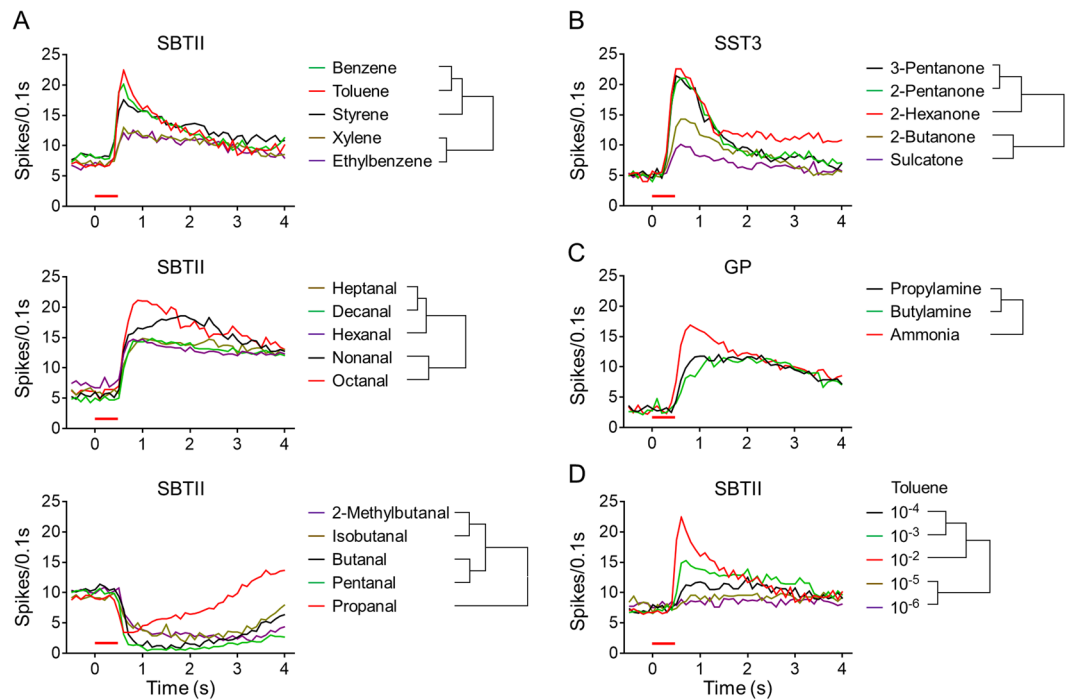 A
SBTII
Spikes/0.1s
25
20
15
10
5
0
0 1 2 3 4
Benzene
Toluene
Styrene
Xylene
Ethylbenzene
SBTII
Spikes/0.1s
25
20
15
10
5
0
0 1 2 3 4
Heptanal
Decanal
Hexanal
Nonanal
Octanal
SBTII
Spikes/0.1s
25
20
15
10
5
0
0 1 2 3 4
Time (s)
2-Methylbutanal
Isobutanal
Butanal
Pentanal
Propanal
B
SST3
Spikes/0.1s
25
20
15
10
5
0
0 1 2 3 4
3-Pentanone
2-Pentanone
2-Hexanone
2-Butanone
Sulcatone
C
GP
Spikes/0.1s
25
20
15
10
5
0
0 1 2 3 4
Propylamine
Butylamine
Ammonia
D
SBTII
Spikes/0.1s
25
20
15
10
5
0
0 1 2 3 4
Time (s)
Toluene
10⁻⁴
10⁻³
10⁻²
10⁻⁵
10⁻⁶